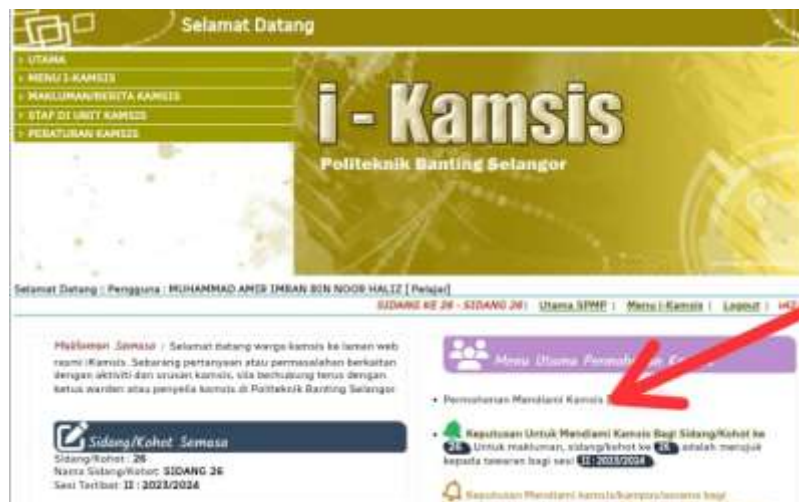 Selamat Datang
UTAMA
MENU I-KAMSIS
MAKLUMAN/BERITA KAMSIS
STAF DI UNIT KAMSIS
PERATURAN KAMSIS
i - Kamsis
Politeknik Banting Selangor
Selamat Datang : Pengguna : MUHAMMAD AMIR IMRAN BIN NOOR HALIZ [ Pelajar]
SIDANG KE 26 - SIDANG 26 | Utama SPMP | Menu i-Kamsis | Logout |
Makluman Semasa : Selamat datang warga kamsis ke laman web
rasmi iKamsis. Sebarang pertanyaan atau permasalahan berkaitan
dengan aktiviti dan urusan kamsis, sila berhubung terus dengan
ketua warden atau penyelia kamsis di Politeknik Banting Selangor
Sidang/Kohot Semasa
Sidang/Kohot : 26
Nama Sidang/Kohot: SIDANG 26
Sesi Terlibat: II : 2023/2024
Menu Utama
Permohonan Mendiami Kamsis
Keputusan Untuk Mendiami Kamsis Bagi Sidang/Kohot ke
26 Untuk makluman, sidang/kohot ke 26 adalah merujuk
kepada tawaran bagi sesi II : 2023/2024
Keputusan Mendiami kamsis/kampus/asrama bagi